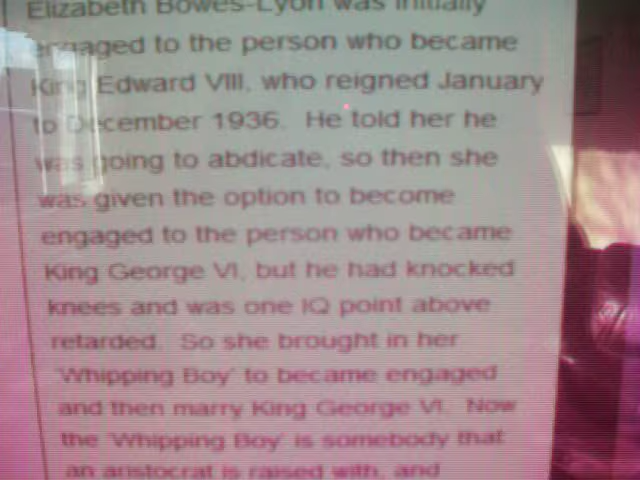 Elizabeth Bowes-Lyon was initially
engaged to the person who became
King Edward VIII, who reigned January
to December 1936. He told her he
was going to abdicate, so then she
was given the option to become
engaged to the person who became
King George VI, but he had knocked
knees and was one IQ point above
retarded. So she brought in her
'Whipping Boy' to became engaged
and then marry King George VI. Now
the 'Whipping Boy' is somebody that
an aristocrat is raised with, and